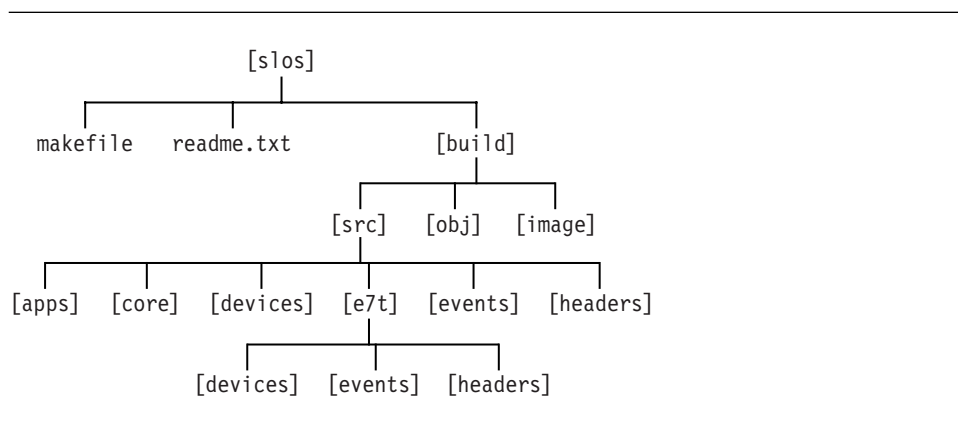 [slos]
makefile readme.txt [build]
[src] [obj] [image]
[apps] [core] [devices] [e7t] [events] [headers]
[devices] [events] [headers]